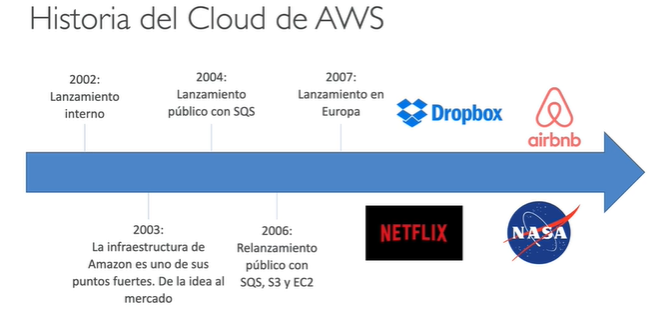 Historia del Cloud de AWS
2002:
Lanzamiento
interno
2004:
Lanzamiento
público con SQS
2007:
Lanzamiento en
Europa
Dropbox
airbnb
2003:
La infraestructura de
Amazon es uno de sus
puntos fuertes. De la idea al
mercado
2006:
Relanzamiento
público con
SQS, S3 y EC2
NETFLIX
NASA